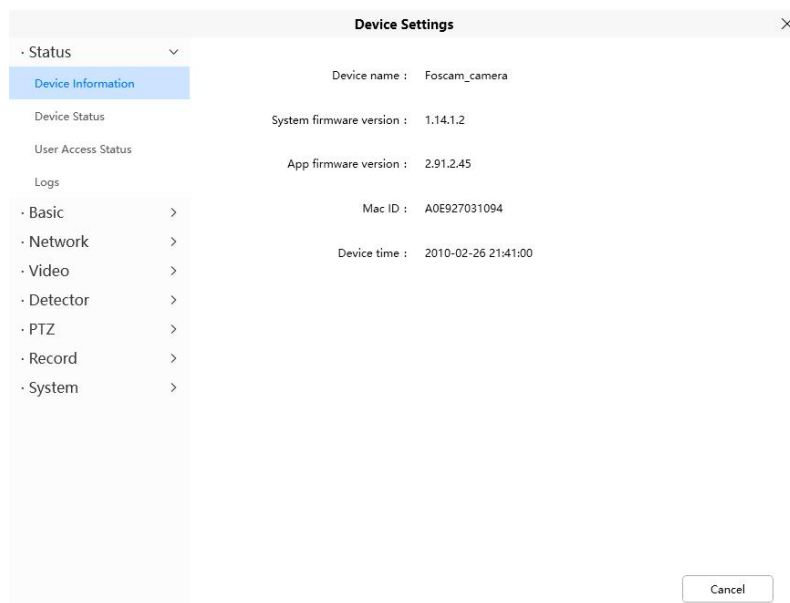 Device Settings
· Status
Device Information
Device Status
User Access Status
Logs
· Basic
· Network
· Video
· Detector
· PTZ
· Record
· System
Device name : Foscam_camera
System firmware version : 1.14.1.2
App firmware version : 2.91.2.45
Mac ID : A0E927031094
Device time : 2010-02-26 21:41:00
Cancel